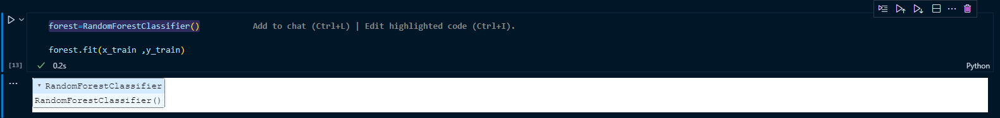 forest=RandomForestClassifier() Add to chat (Ctrl+L) | Edit highlighted code (Ctrl+I).
forest.fit(x_train ,y_train)
[13] 0.2s Python
RandomForestClassifier
RandomForestClassifier()